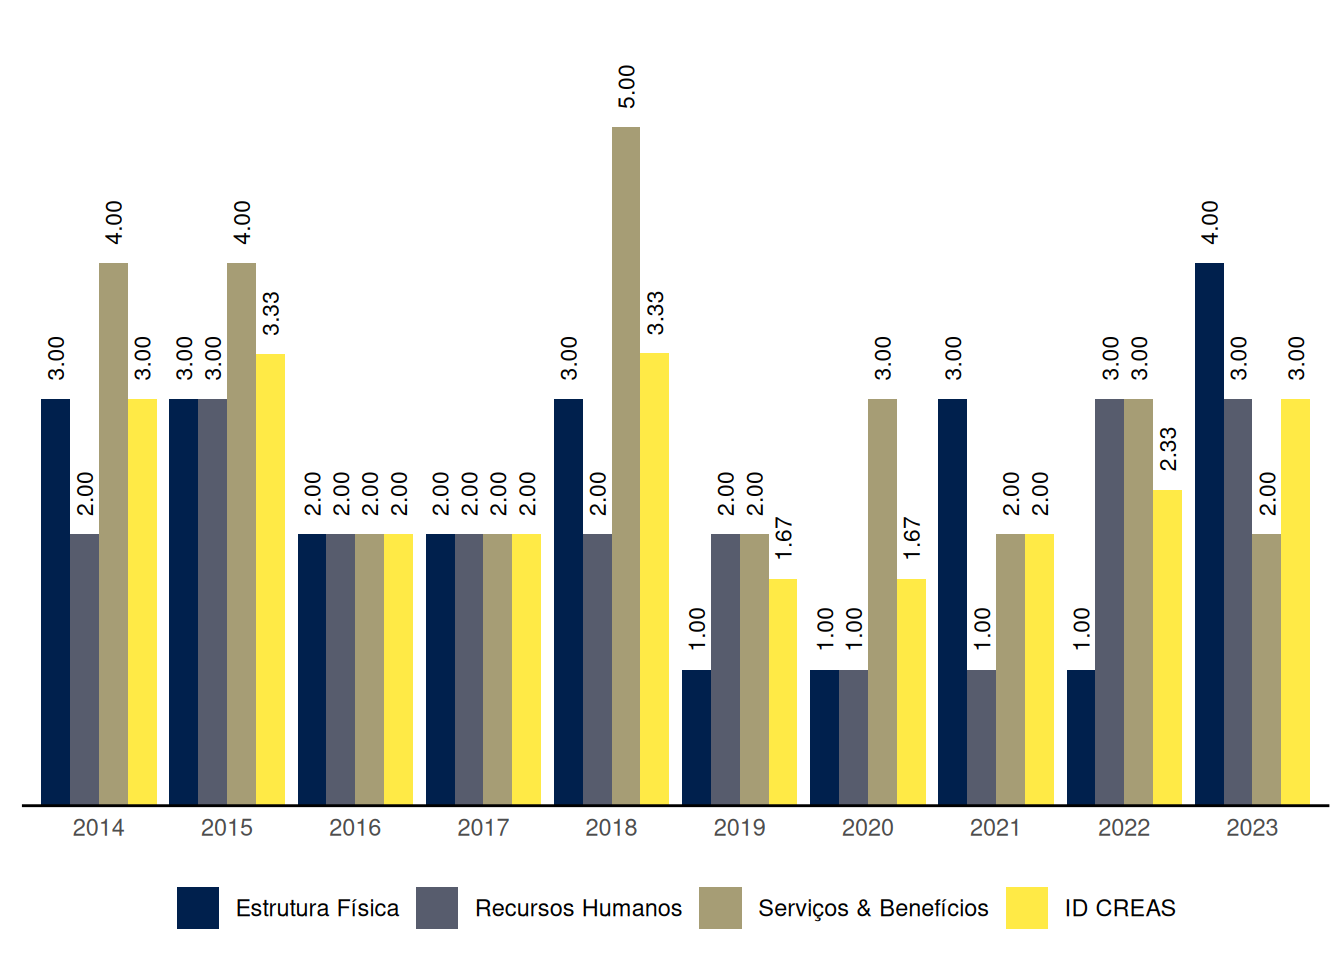 5.00
4.00 4.00 4.00
3.00 3.00 3.00 3.00 3.33 3.00 3.33 3.00 3.00 3.00 3.00 3.00 3.00
2.00 2.00 2.00 2.00 2.00 2.00 2.00 2.00 2.00 2.00 2.00 2.00 1.67 1.67 2.00 2.00 2.33 2.00
1.00 1.00 1.00 1.00 1.00
2014 2015 2016 2017 2018 2019 2020 2021 2022 2023
Estrutura Física Recursos Humanos Serviços & Benefícios ID CREAS